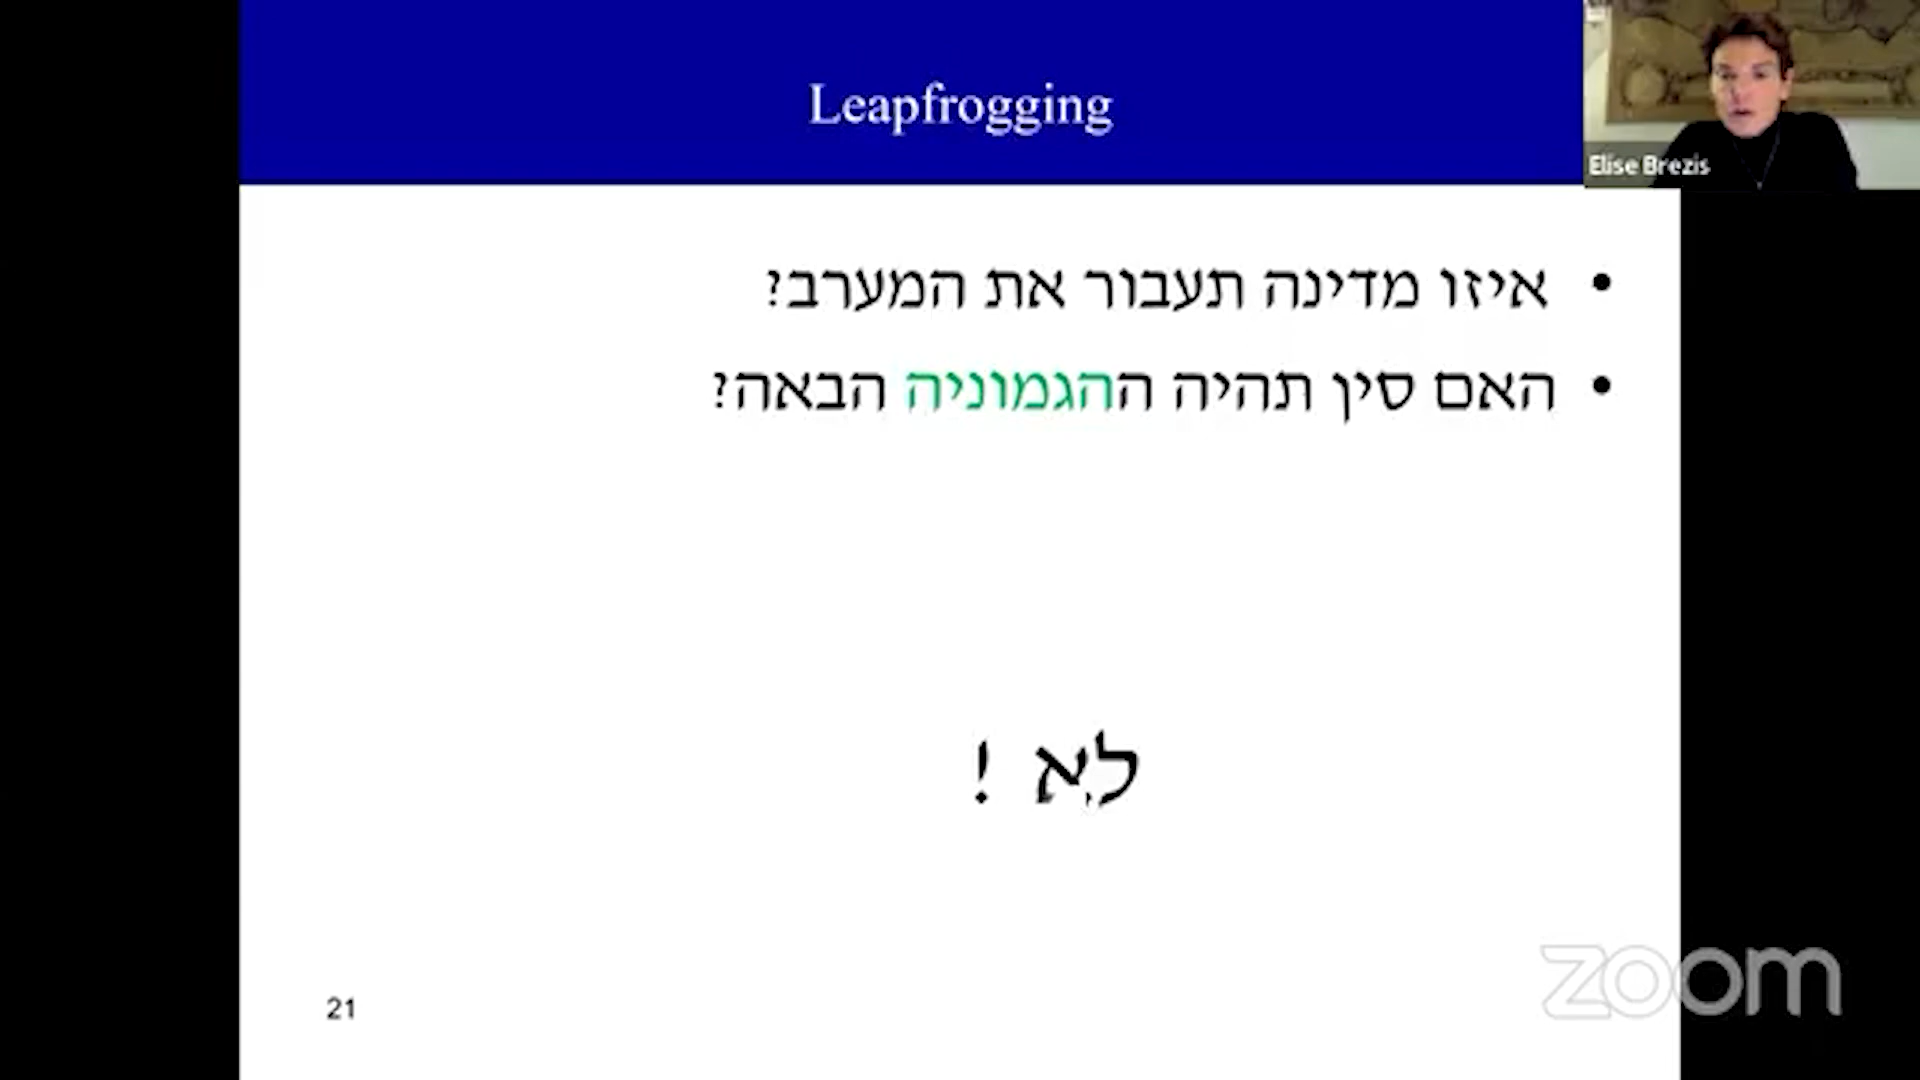 Leapfrogging
Elise Brezis
• איזו מדינה תעבור את המערב?
• האם סין תהיה ההגמוניה הבאה?
לא !
21
zoom